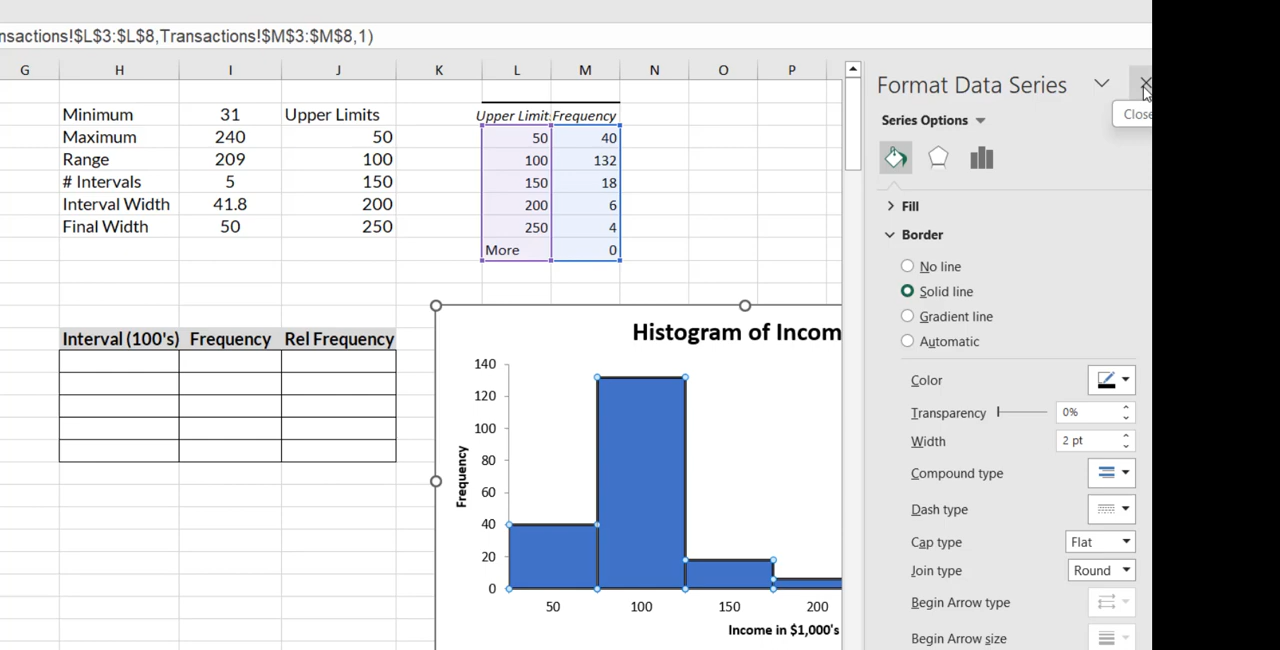 nsactions!$L$3:$L$8,Transactions!$M$3:$M$8,1)
G H I J K L M N O P
Minimum 31 Upper Limits
Maximum 240 50
Range 209 100
# Intervals 5 150
Interval Width 41.8 200
Final Width 50 250
Upper Limit Frequency
50 40
100 132
150 18
200 6
250 4
More 0
Interval (100's) Frequency Rel Frequency
Histogram of Incom
140
120
100
80
60
40
20
0
Frequency
50 100 150 200
Income in $1,000's
Format Data Series
Close
Series Options
Fill
Border
No line
Solid line
Gradient line
Automatic
Color
Transparency 0%
Width 2 pt
Compound type
Dash type
Cap type Flat
Join type Round
Begin Arrow type
Begin Arrow size